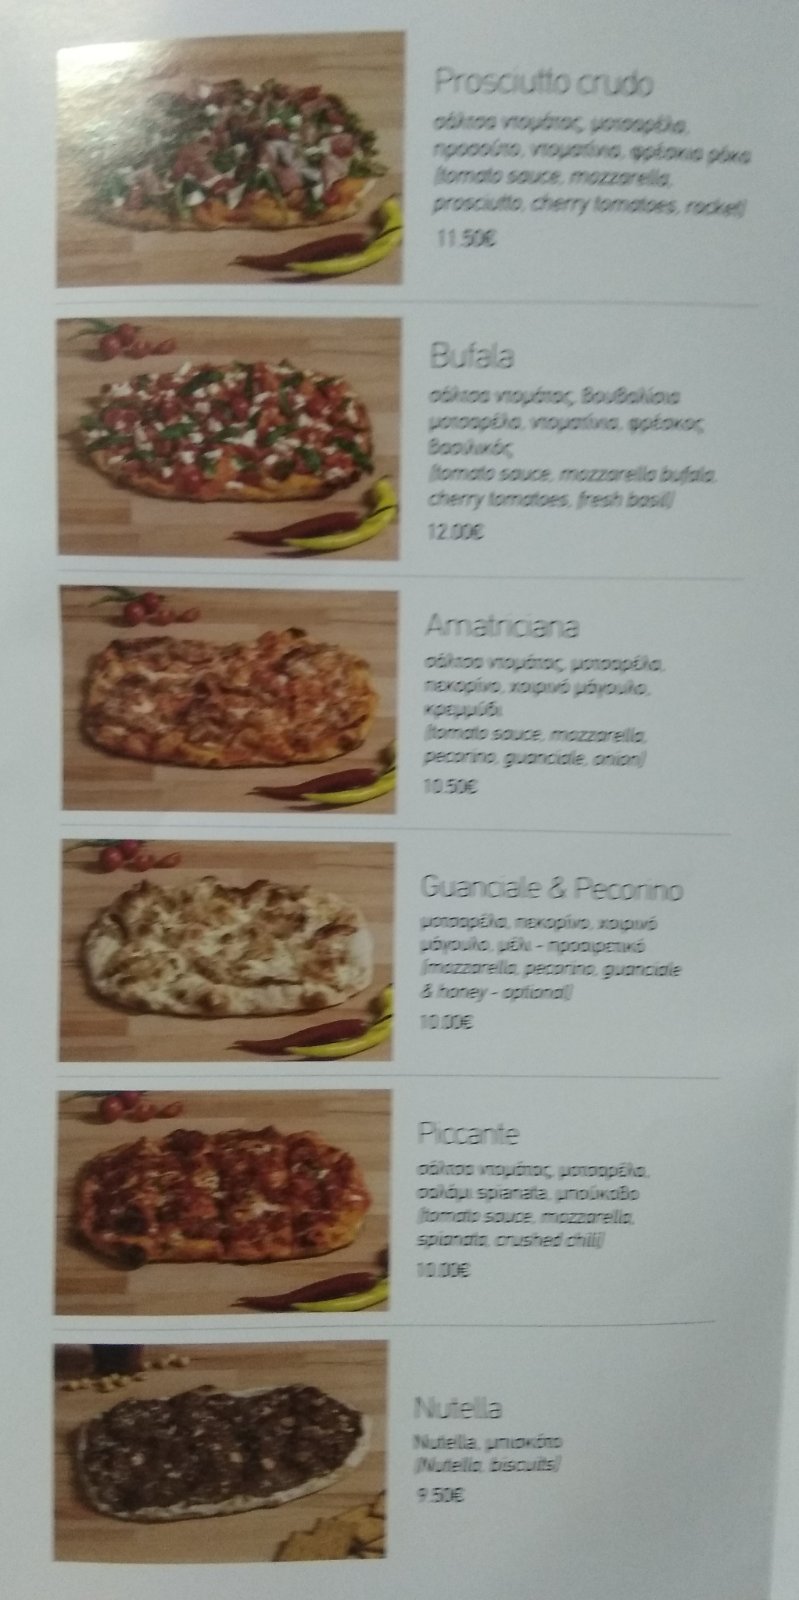 Prosciutto crudo
σάλτσα ντομάτας, μοτσαρέλα,
προσούτο, ντοματίνια, φρέσκια ρόκα
(tomato sauce, mozzarella,
prosciutto, cherry tomatoes, rocket)
11.50€
Bufala
σάλτσα ντομάτας, βουβαλίσια
μοτσαρέλα, ντοματίνια, φρέσκος
βασιλικός
(tomato sauce, mozzarella bufala,
cherry tomatoes, fresh basil)
12.00€
Amatriciana
σάλτσα ντομάτας, μοτσαρέλα,
πεκορίνο, χοιρινό μάγουλο,
κρεμμύδι
(tomato sauce, mozzarella,
pecorino, guanciale, onion)
10.50€
Guanciale & Pecorino
μοτσαρέλα, πεκορίνο, χοιρινό
μάγουλο, μέλι - προαιρετικό
(mozzarella, pecorino, guanciale
& honey - optional)
10.00€
Piccante
σάλτσα ντομάτας, μοτσαρέλα,
σαλάμι spianata, μπούκοβο
(tomato sauce, mozzarella,
spianata, crushed chili)
10.00€
Nutella
Nutella, μπισκότο
(Nutella, biscuits)
9.50€